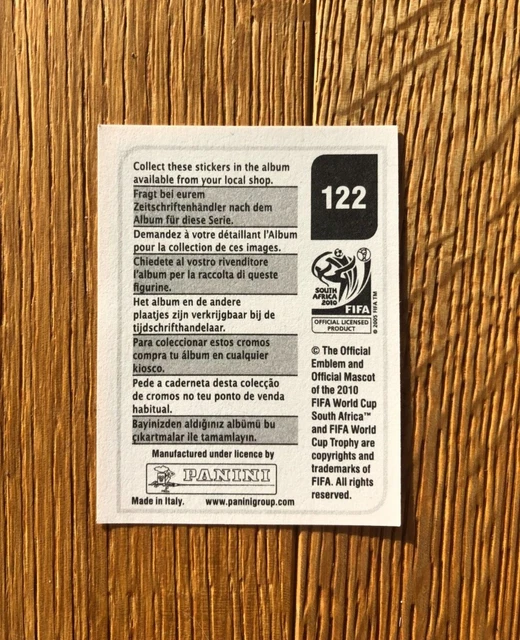 Collect these stickers in the album
available from your local shop.
Fragt bei eurem
Zeitschriftenhändler nach dem
Album für diese Serie.
Demandez à votre détaillant l'Album
pour la collection de ces images.
Chiedete al vostro rivenditore
l'album per la raccolta di queste
figurine.
Het album en de andere
plaatjes zijn verkrijgbaar bij de
tijdschrifthandelaar.
Para coleccionar estos cromos
compra tu álbum en cualquier
kiosco.
Pede a caderneta desta colecção
de cromos no teu ponto de venda
habitual.
Bayinizden aldığınız albümü bu
çıkartmalar ile tamamlayın.
Manufactured under licence by
PANINI
Made in Italy. www.paninigroup.com
122
SOUTH
AFRICA
2010
FIFA
OFFICIAL LICENSED
PRODUCT
© 2005 FIFA TM
© The Official
Emblem and
Official Mascot
of the 2010
FIFA World Cup
South Africa™
and FIFA World
Cup Trophy are
copyrights and
trademarks of
FIFA. All rights
reserved.